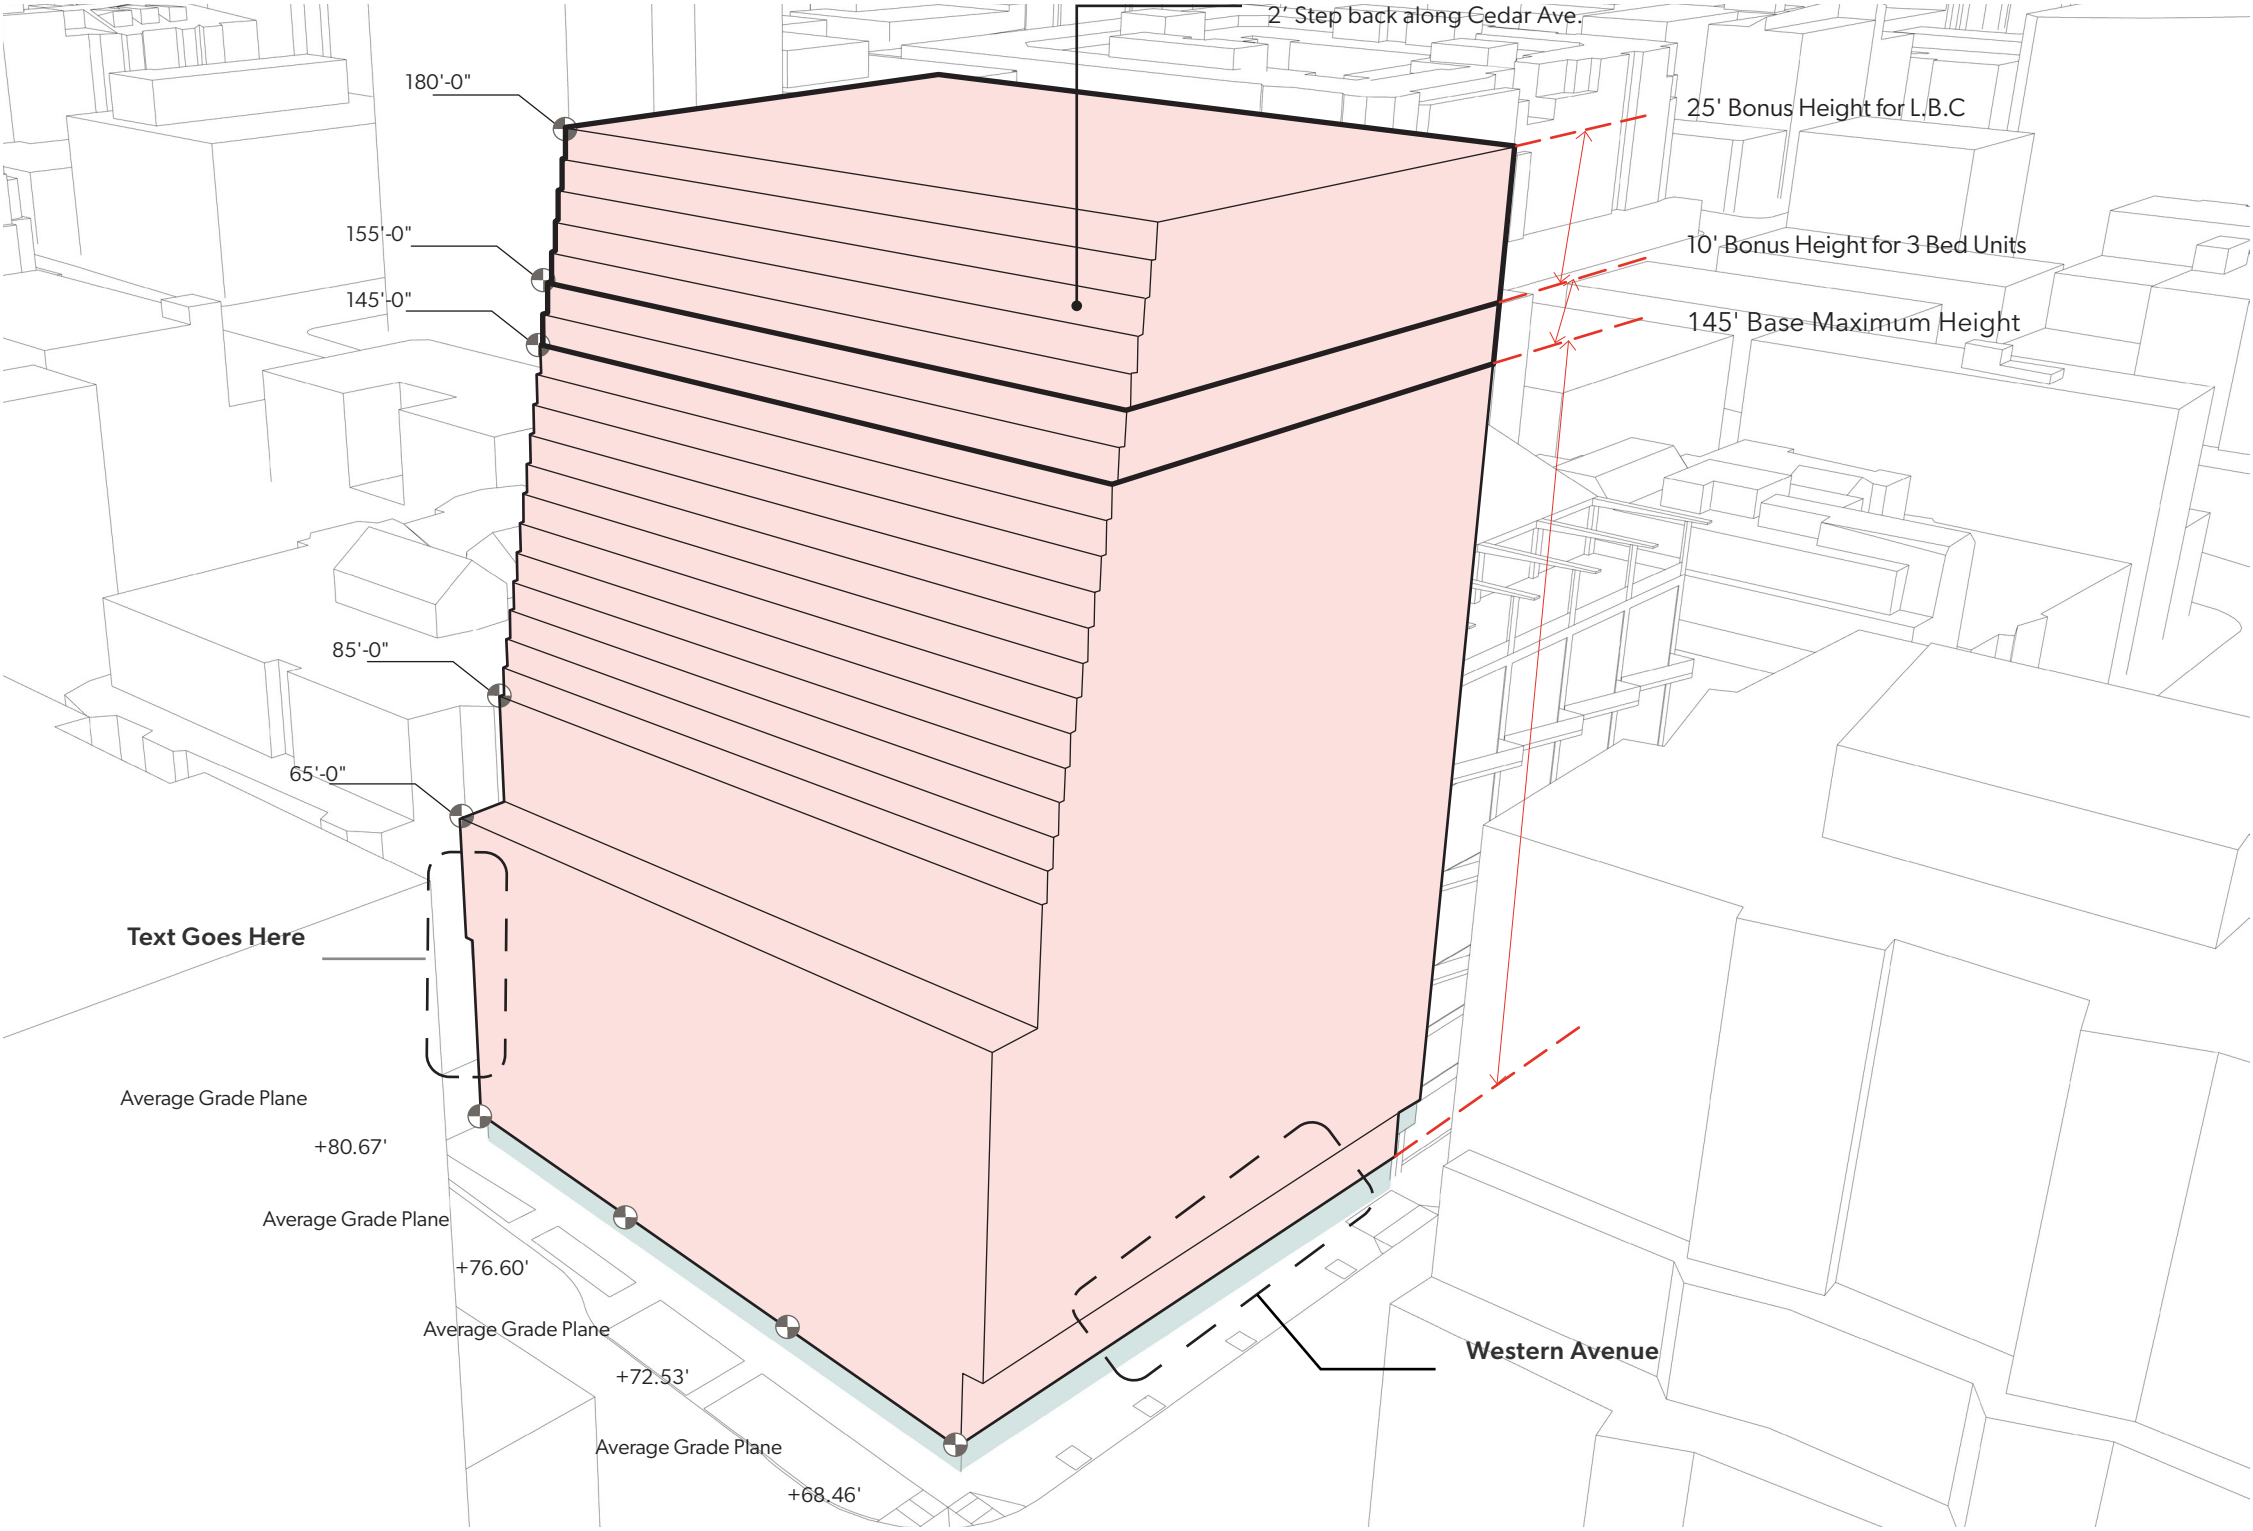 2' Step back along Cedar Ave.
180'-0"
25' Bonus Height for L.B.C
155'-0"
10' Bonus Height for 3 Bed Units
145'-0"
145' Base Maximum Height
85'-0"
65'-0"
Text Goes Here
Average Grade Plane
+80.67'
Average Grade Plane
+76.60'
Average Grade Plane
Western Avenue
+72.53'
Average Grade Plane
+68.46'